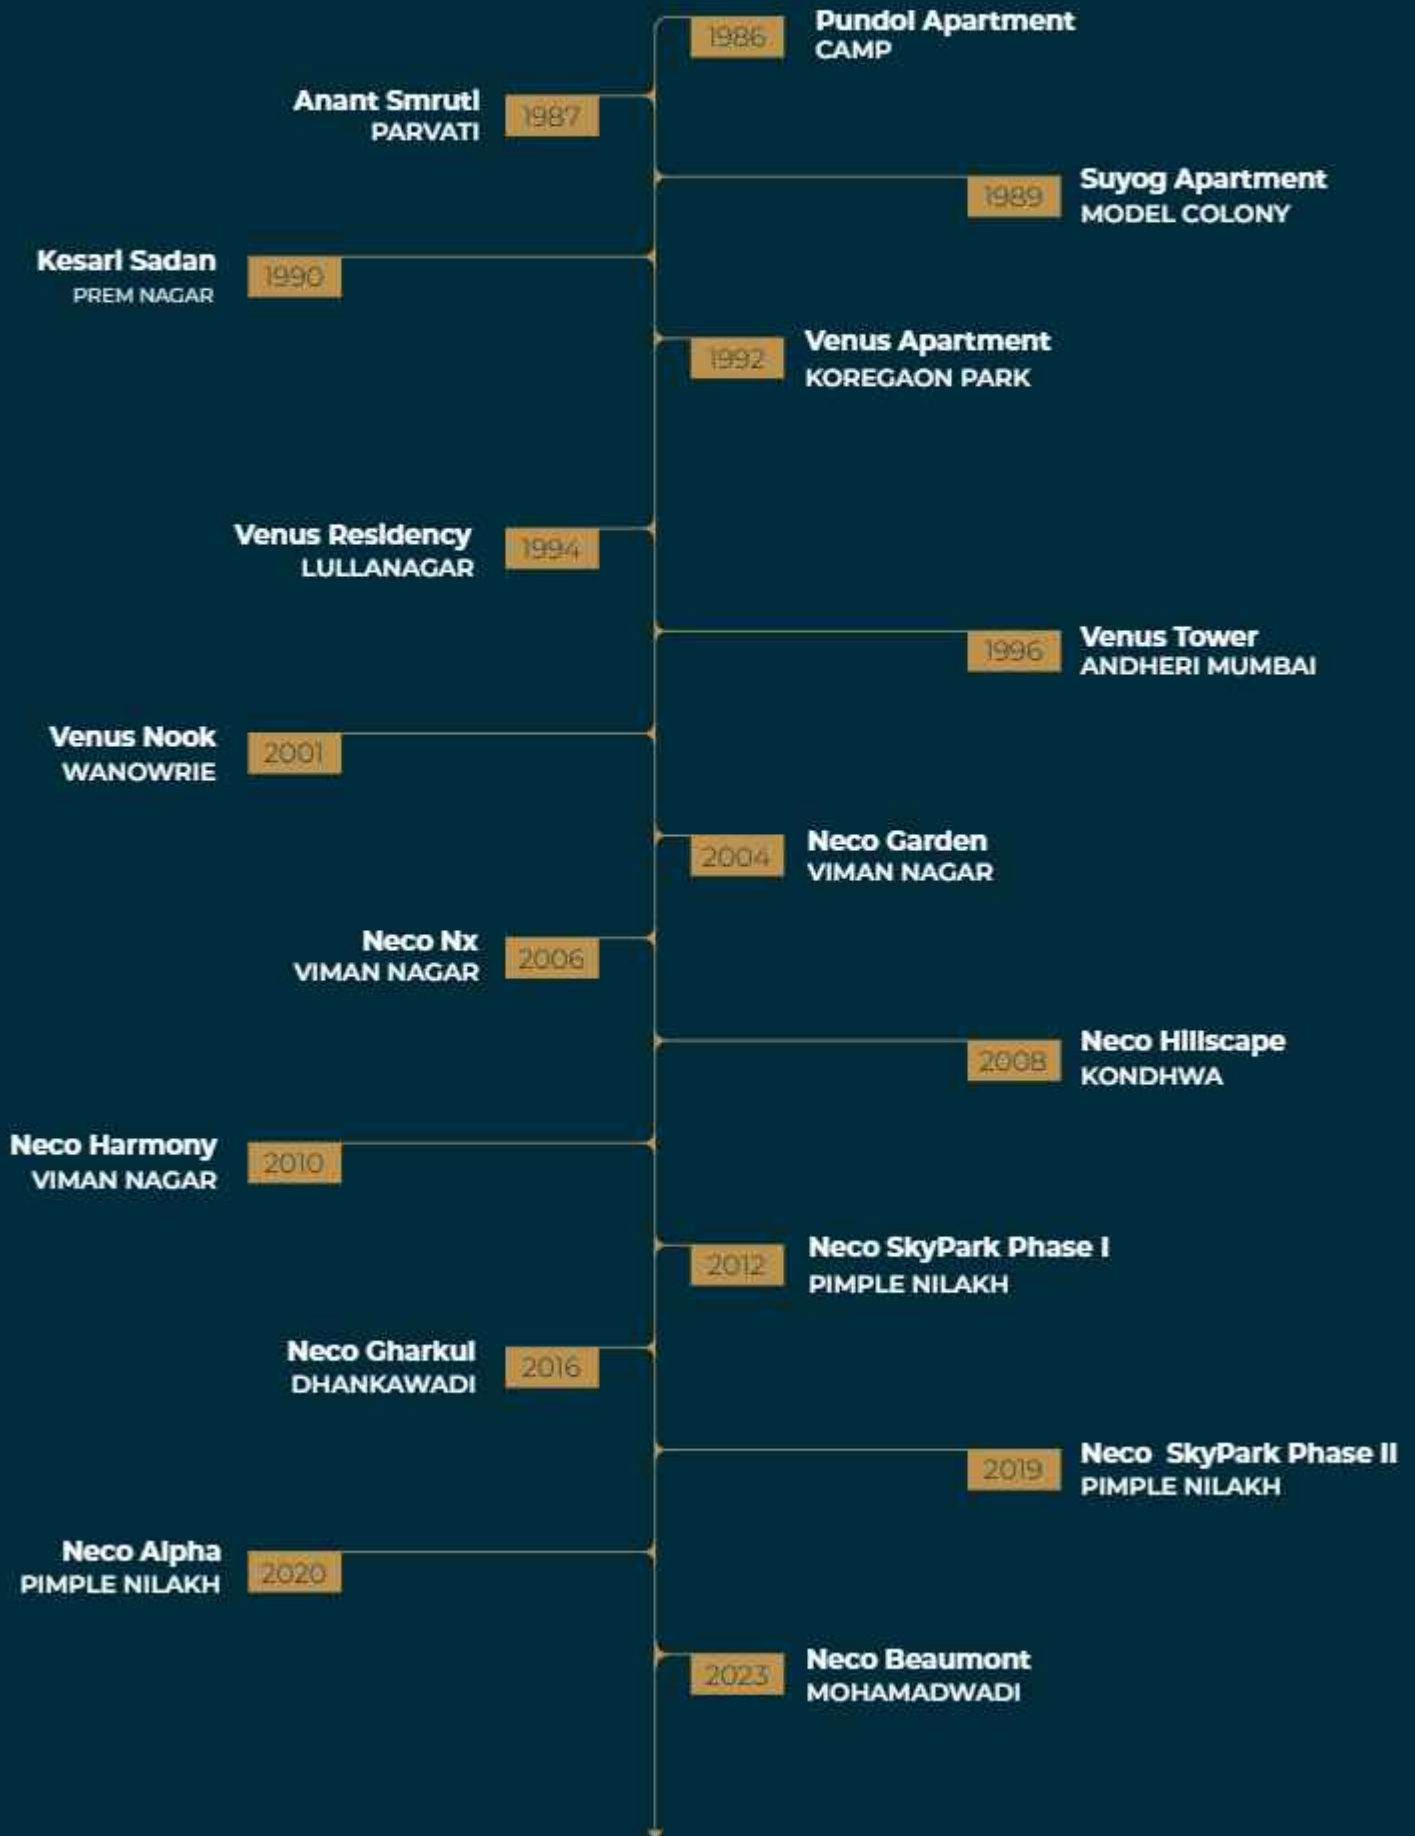 1986
Pundol Apartment
CAMP
Anant Smruti
PARVATI
1987
1989
Suyog Apartment
MODEL COLONY
Kesari Sadan
PREM NAGAR
1990
1992
Venus Apartment
KOREGAON PARK
Venus Residency
LULLANAGAR
1994
1996
Venus Tower
ANDHERI MUMBAI
Venus Nook
WANOWRIE
2001
2004
Neco Garden
VIMAN NAGAR
Neco Nx
VIMAN NAGAR
2006
2008
Neco Hillscape
KONDHWA
Neco Harmony
VIMAN NAGAR
2010
2012
Neco SkyPark Phase I
PIMPLE NILAKH
Neco Gharkul
DHANKAWADI
2016
2019
Neco SkyPark Phase II
PIMPLE NILAKH
Neco Alpha
PIMPLE NILAKH
2020
2023
Neco Beaumont
MOHAMADWADI